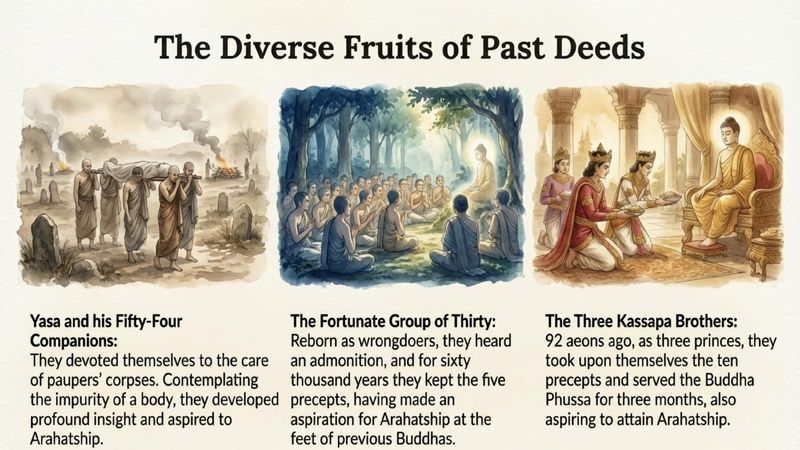 The Diverse Fruits of Past Deeds
Yasa and his Fifty-Four
Companions:
They devoted themselves to the care
of paupers' corpses. Contemplating
the impurity of a body, they developed
profound insight and aspired to
Arahatship.
The Fortunate Group of Thirty:
Reborn as wrongdoers, they heard
an admonition, and for sixty
thousand years they kept the five
precepts, having made an
aspiration for Arahatship at the
feet of previous Buddhas.
The Three Kassapa Brothers:
92 aeons ago, as three princes, they
took upon themselves the ten
precepts and served the Buddha
Phussa for three months, also
aspiring to attain Arahatship.